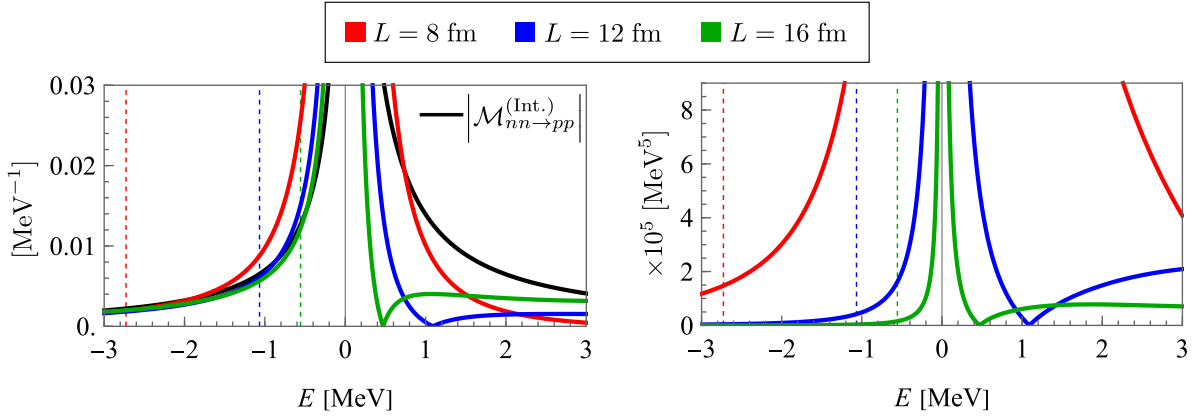 L = 8 fm L = 12 fm L = 16 fm
|ℳ_{nn→pp}^{(Int.)}|
[MeV⁻¹]
0.03
0.02
0.01
0.
−3 −2 −1 0 1 2 3
E [MeV]
×10⁵ [MeV⁵]
8
6
4
2
0
−3 −2 −1 0 1 2 3
E [MeV]